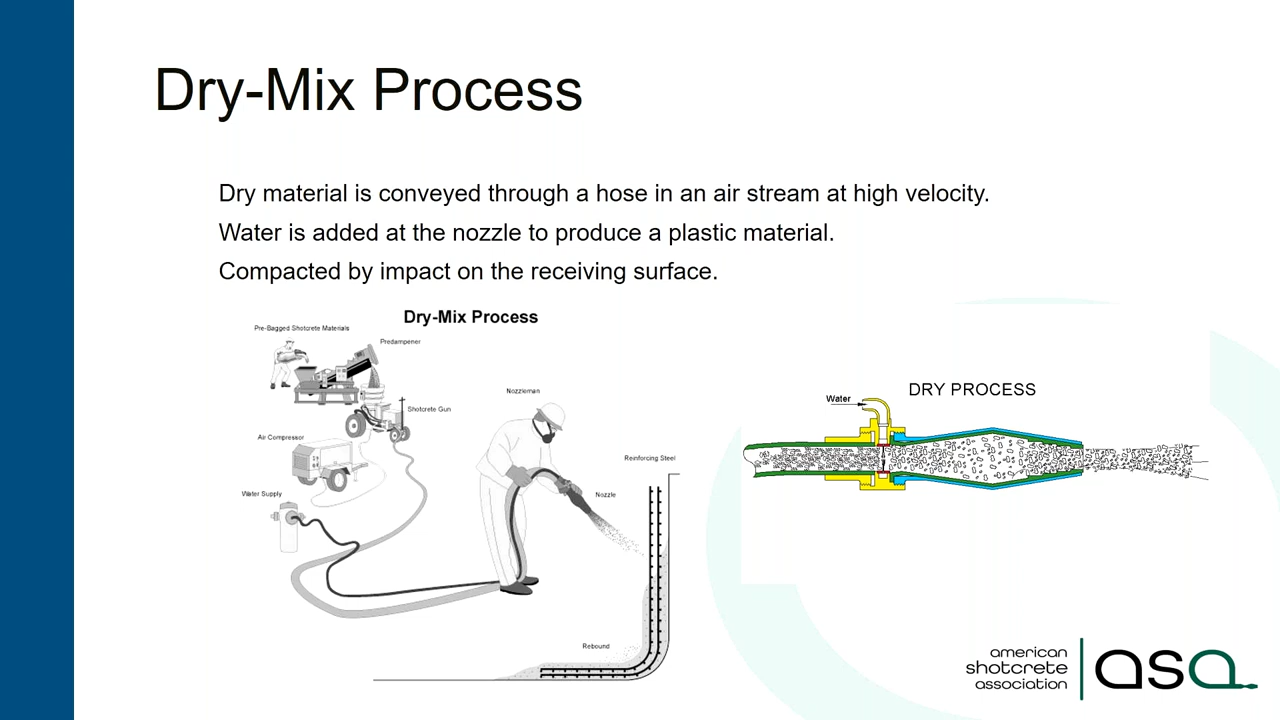 Dry-Mix Process
Dry material is conveyed through a hose in an air stream at high velocity.
Water is added at the nozzle to produce a plastic material.
Compacted by impact on the receiving surface.
Dry-Mix Process
Pre-Bagged Shotcrete Materials
Predampener
Shotcrete Gun
Air Compressor
Water Supply
Nozzleman
Reinforcing Steel
Nozzle
Rebound
DRY PROCESS
Water
american
shotcrete
association
asa